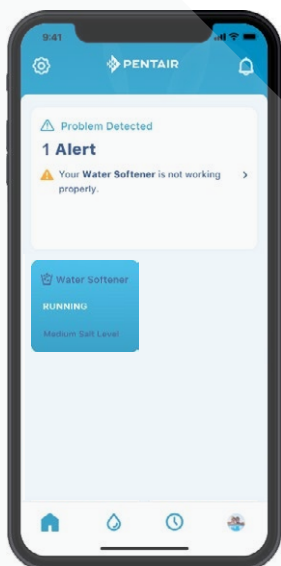 9:41
PENTAIR
Problem Detected
1 Alert
Your Water Softener is not working
properly.
Water Softener
RUNNING
Medium Salt Level